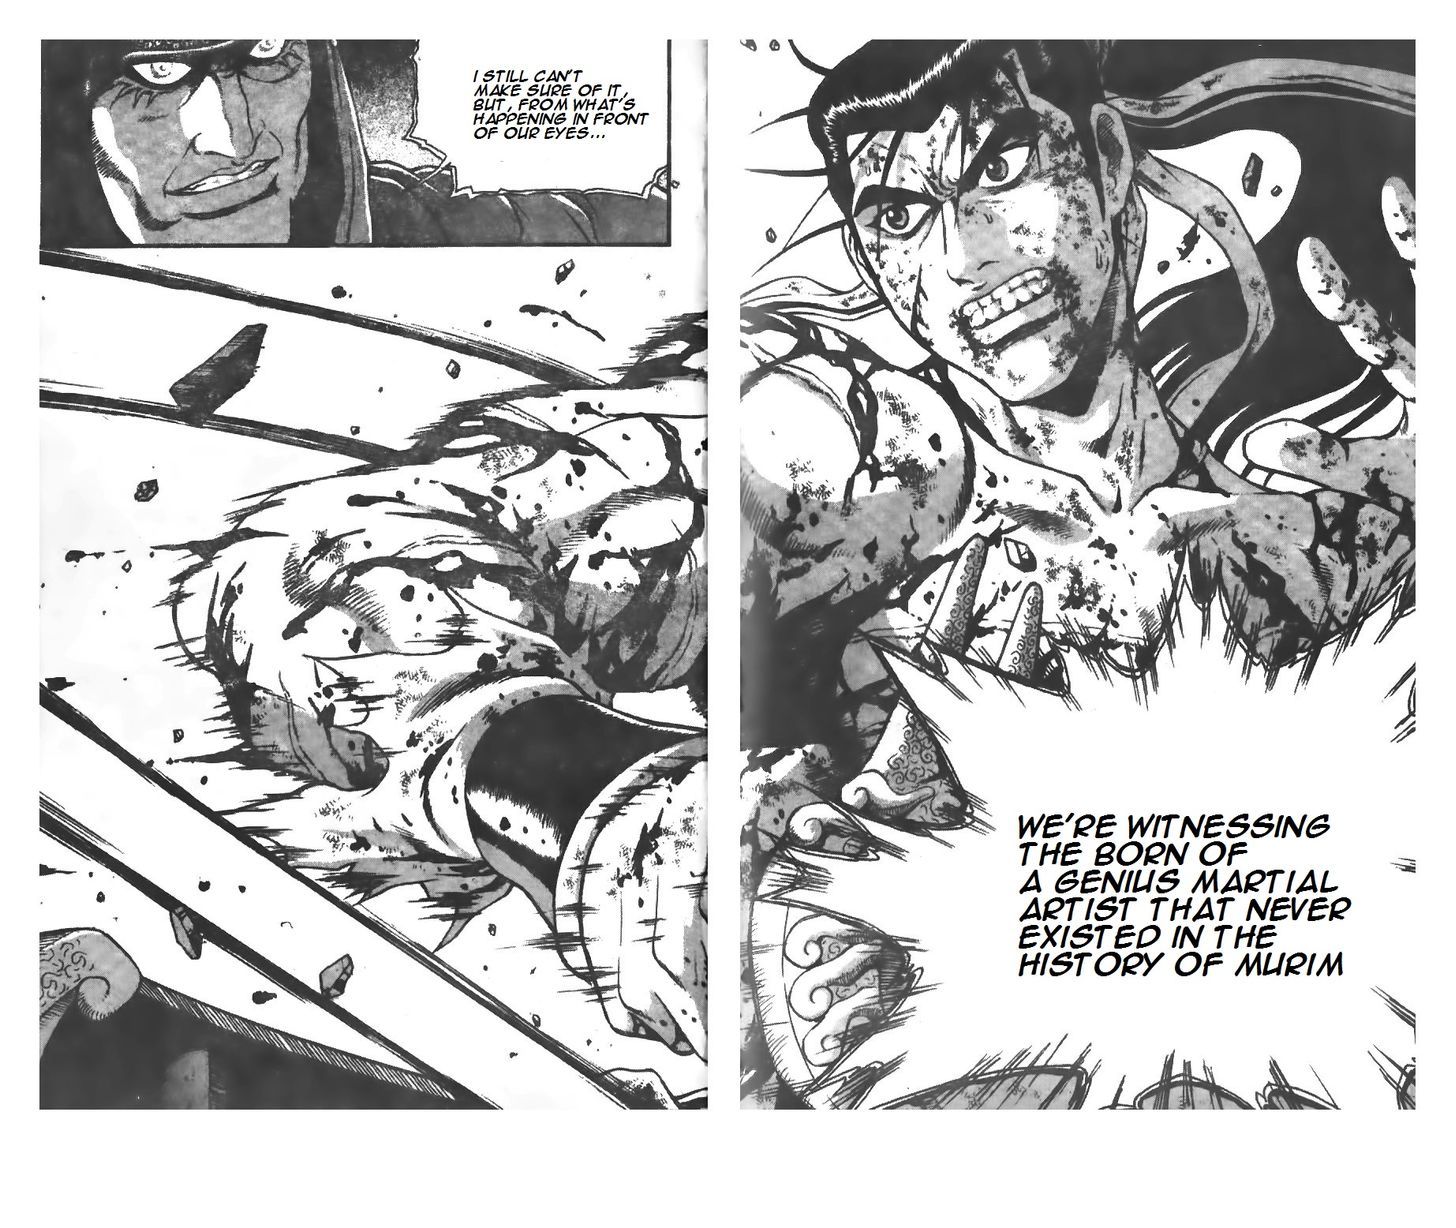 I STILL CAN'T
MAKE SURE OF IT,
BUT, FROM WHAT'S
HAPPENING IN FRONT
OF OUR EYES...
WE'RE WITNESSING
THE BORN OF
A GENIUS MARTIAL
ARTIST THAT NEVER
EXISTED IN THE
HISTORY OF MURIM